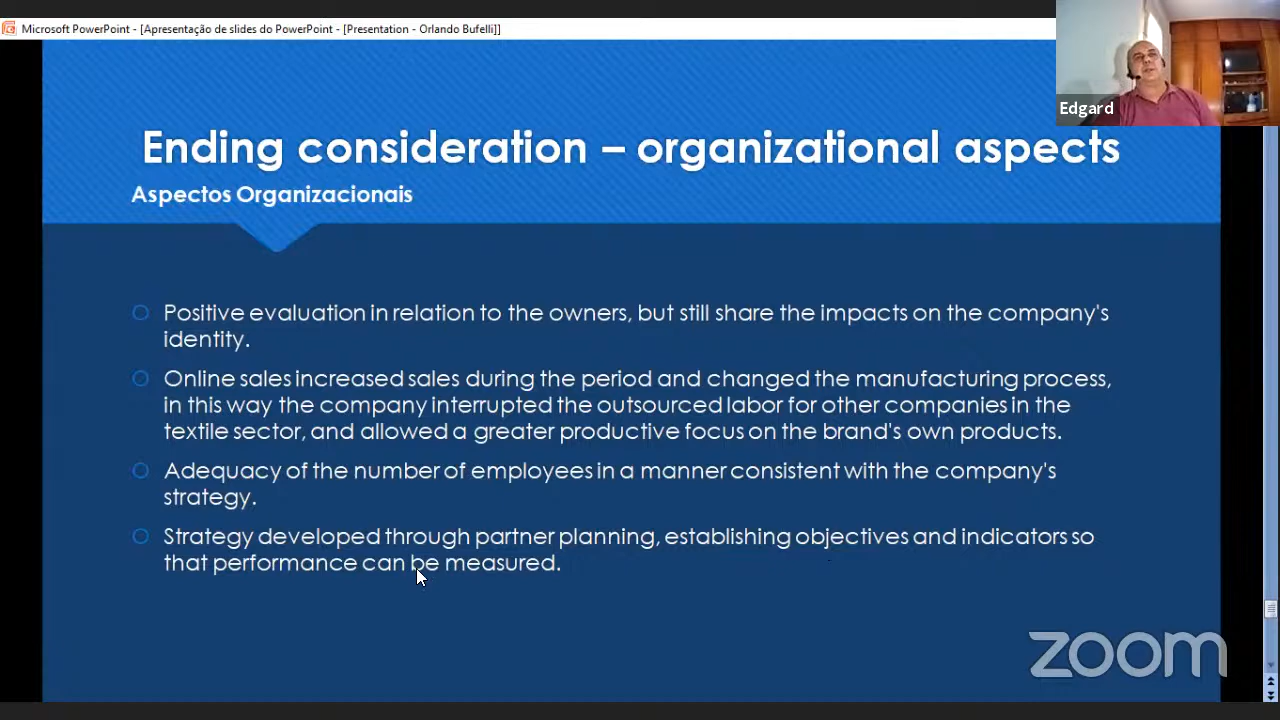 Microsoft PowerPoint - [Apresentação de slides do PowerPoint - [Presentation - Orlando Bufelli]]
Edgard
Ending consideration – organizational aspects
Aspectos Organizacionais
Positive evaluation in relation to the owners, but still share the impacts on the company's
identity.
Online sales increased sales during the period and changed the manufacturing process,
in this way the company interrupted the outsourced labor for other companies in the
textile sector, and allowed a greater productive focus on the brand's own products.
Adequacy of the number of employees in a manner consistent with the company's
strategy.
Strategy developed through partner planning, establishing objectives and indicators so
that performance can be measured.
zoom